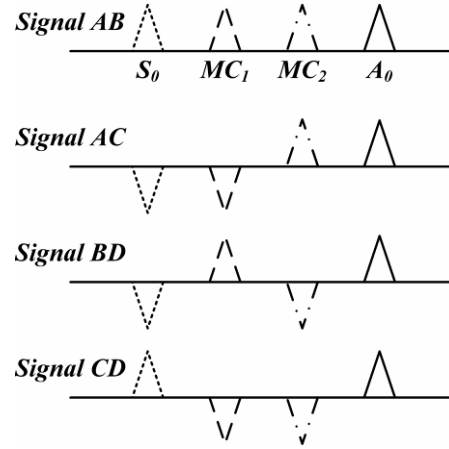 Signal AB
S₀ MC₁ MC₂ A₀
Signal AC
Signal BD
Signal CD